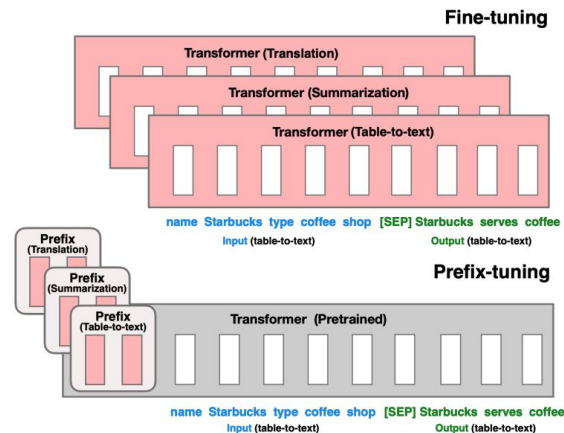 Fine-tuning
Transformer (Translation)
Transformer (Summarization)
Transformer (Table-to-text)
name Starbucks type coffee shop [SEP] Starbucks serves coffee
Input (table-to-text) Output (table-to-text)
Prefix-tuning
Prefix
(Translation)
Prefix
(Summarization)
Prefix
(Table-to-text)
Transformer (Pretrained)
name Starbucks type coffee shop [SEP] Starbucks serves coffee
Input (table-to-text) Output (table-to-text)